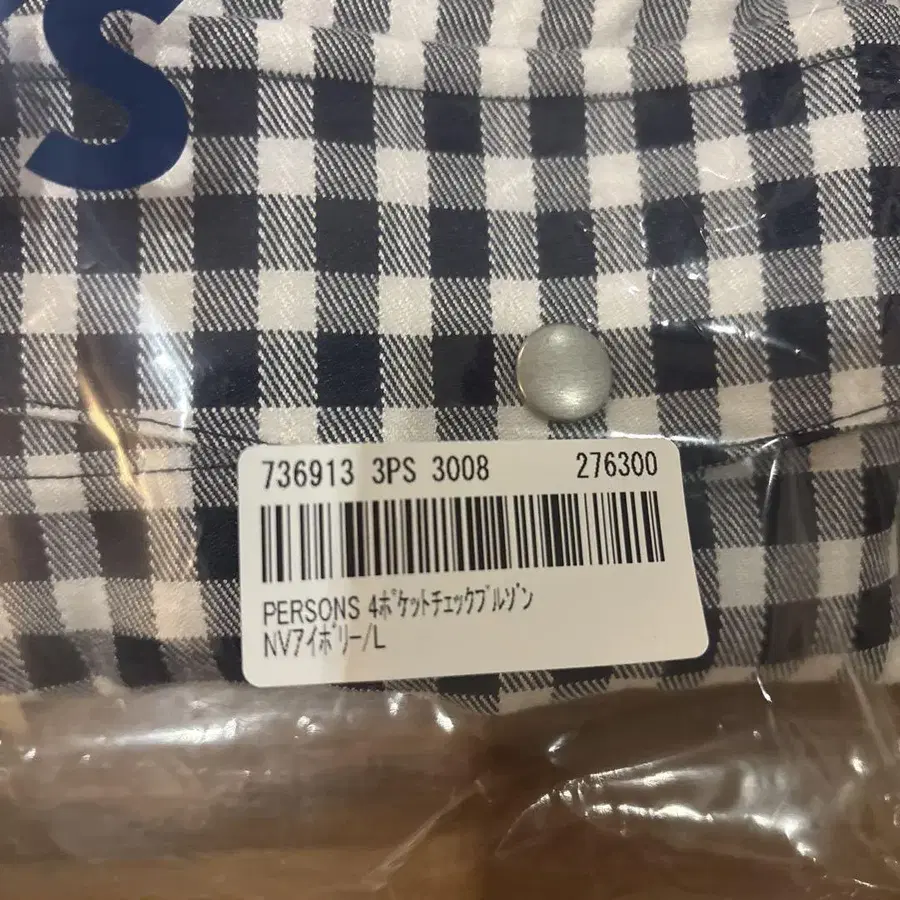 S
736913 3PS 3008 276300
PERSONS 4ﾎﾟｹｯﾄﾁｪｯｸﾌﾞﾙｿﾞﾝ
NVｱｲﾎﾞﾘｰ/L